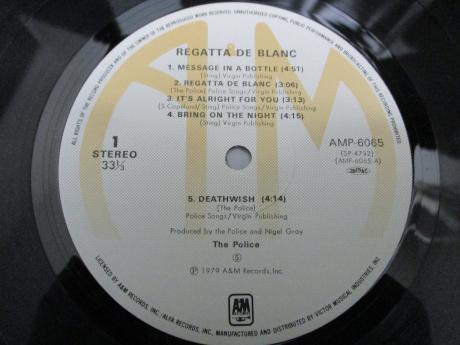 ALL RIGHTS OF THE RECORD PRODUCER AND OF THE OWNER OF THE WORK REPRODUCED RESERVED. UNAUTHORIZED COPYING, PUBLIC PERFORMANCE AND BROADCASTING OF THIS RECORD PROHIBITED.
A&M
REGATTA DE BLANC
1. MESSAGE IN A BOTTLE (4:51)
(Sting) Virgin Publishing
2. REGATTA DE BLANC (3:06)
(The Police) Police Songs/Virgin Publishing
3. IT'S ALRIGHT FOR YOU (3:13)
(S.Copeland/Sting) Police Songs/Virgin Publishing
4. BRING ON THE NIGHT (4:15)
(Sting) Virgin Publishing
1
STEREO
33⅓
AMP-6065
(SP-4792)
(AMP-6065-A)
5. DEATHWISH (4:14)
(The Police)
Police Songs/Virgin Publishing
Produced by the Police and Nigel Gray
The Police
Ⓢ
℗ 1979 A&M Records, Inc.
A&M
RECORDS
LICENSED BY A&M RECORDS, INC./ALFA RECORDS, INC. MANUFACTURED AND DISTRIBUTED BY VICTOR MUSICAL INDUSTRIES, INC.